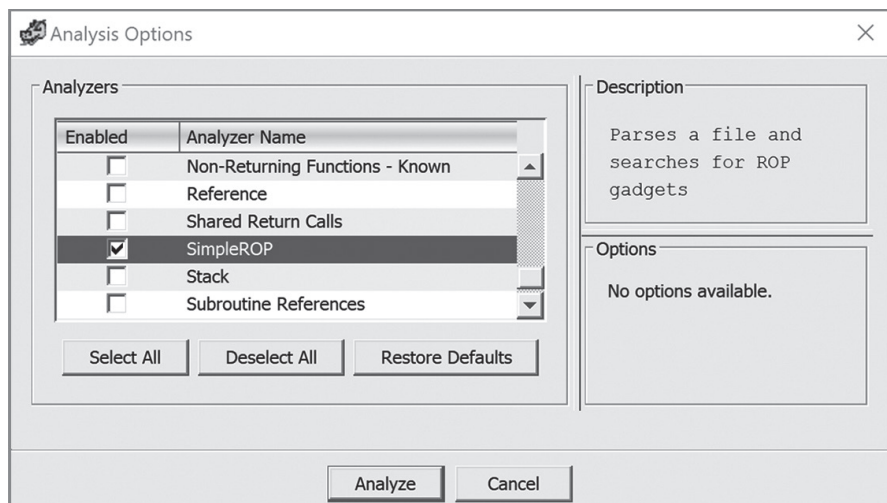 Analysis Options
Analyzers
Enabled Analyzer Name
Non-Returning Functions - Known
Reference
Shared Return Calls
SimpleROP
Stack
Subroutine References
Select All Deselect All Restore Defaults
Description
Parses a file and
searches for ROP
gadgets
Options
No options available.
Analyze Cancel